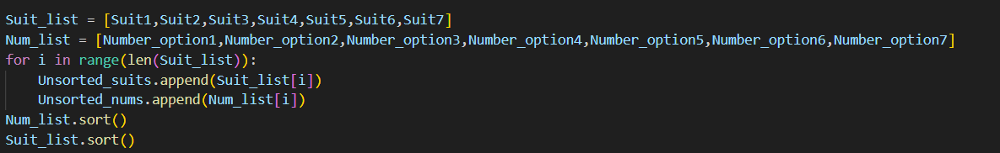 Suit_list = [Suit1,Suit2,Suit3,Suit4,Suit5,Suit6,Suit7]
Num_list = [Number_option1,Number_option2,Number_option3,Number_option4,Number_option5,Number_option6,Number_option7]
for i in range(len(Suit_list)):
    Unsorted_suits.append(Suit_list[i])
    Unsorted_nums.append(Num_list[i])
Num_list.sort()
Suit_list.sort()